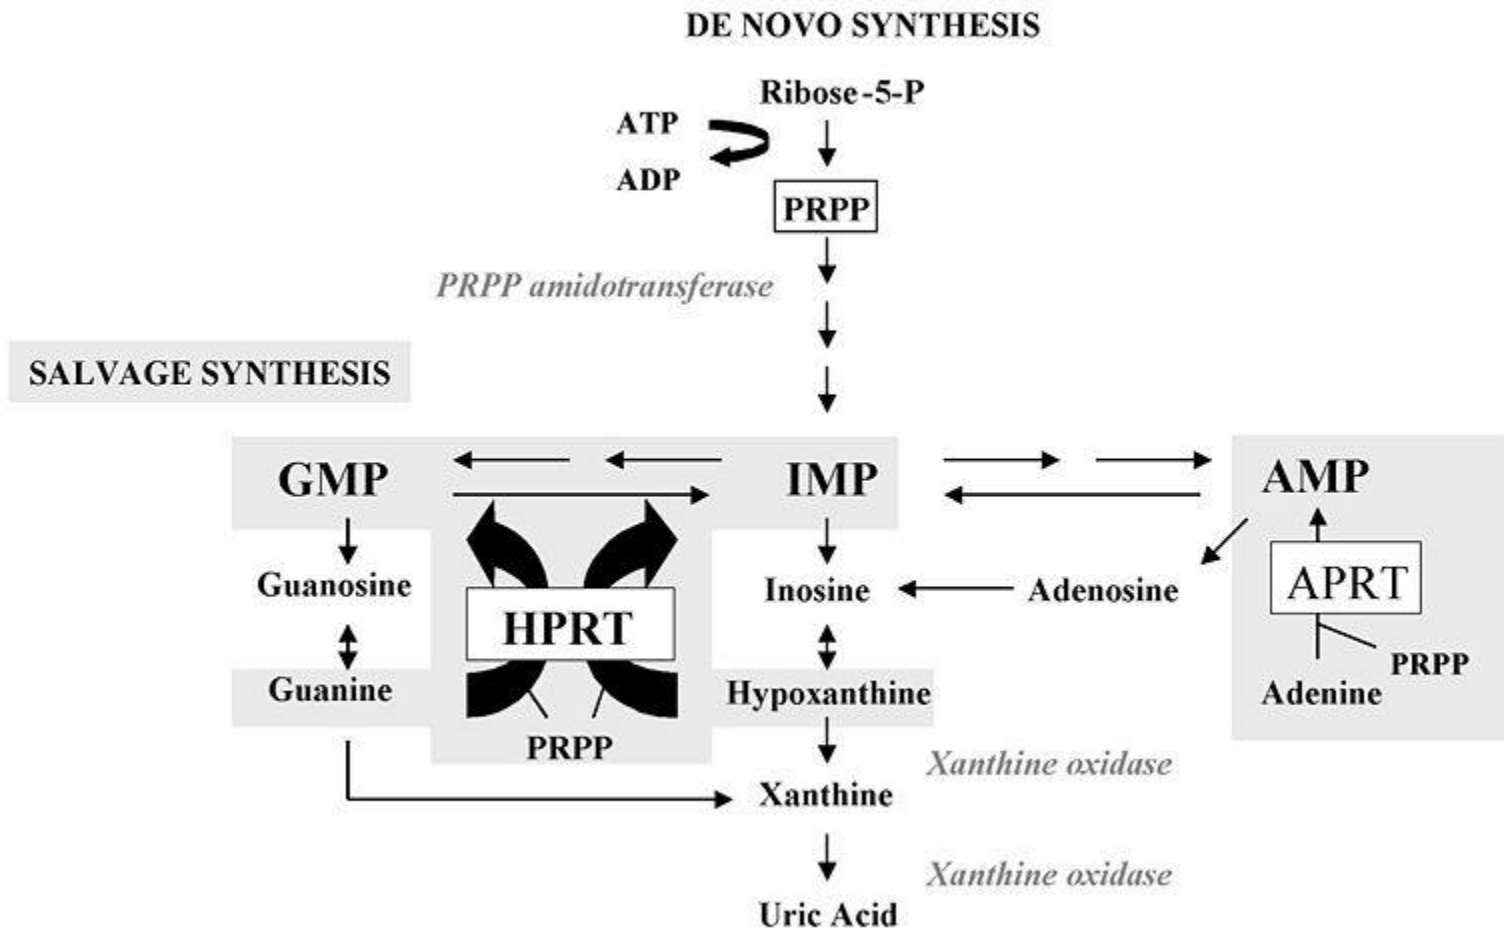 DE NOVO SYNTHESIS
Ribose-5-P
ATP
ADP
PRPP
PRPP amidotransferase
SALVAGE SYNTHESIS
GMP
IMP
AMP
Guanosine
HPRT
Inosine
Adenosine
APRT
PRPP
Guanine
Hypoxanthine
Adenine
PRPP
Xanthine oxidase
Xanthine
Xanthine oxidase
Uric Acid